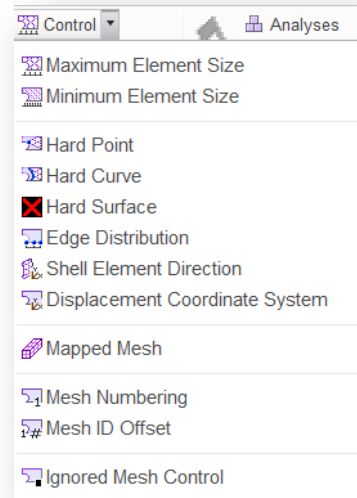 Control Analyses
Maximum Element Size
Minimum Element Size
Hard Point
Hard Curve
Hard Surface
Edge Distribution
Shell Element Direction
Displacement Coordinate System
Mapped Mesh
Mesh Numbering
Mesh ID Offset
Ignored Mesh Control